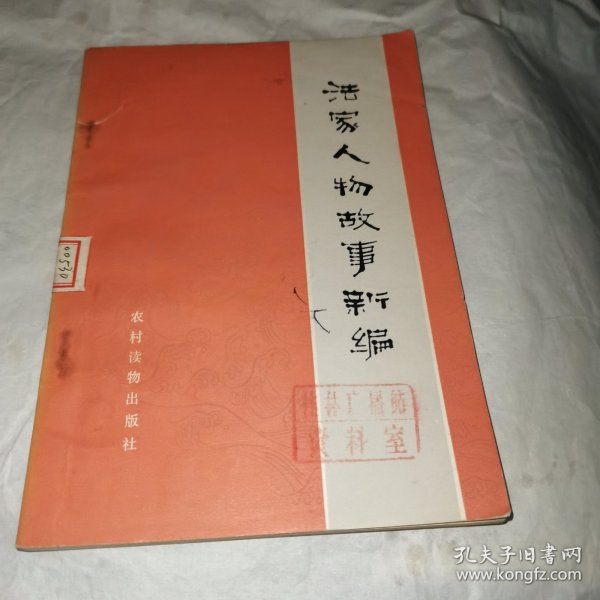 法家人物故事新编
农村读物出版社
00530
资料室
孔夫子旧书网
www.kongfz.com